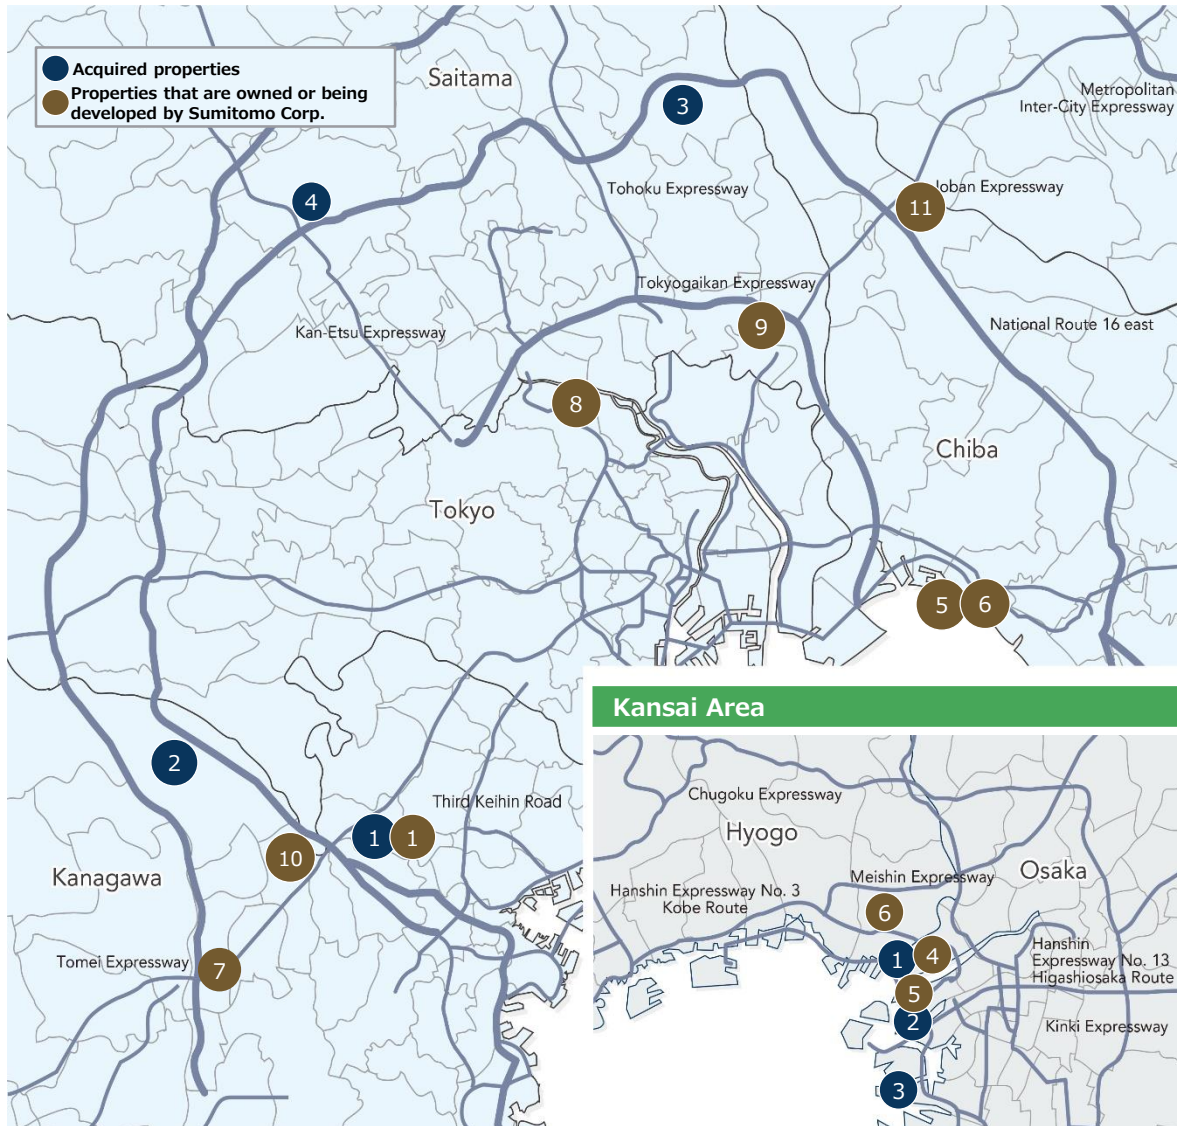 Acquired properties
Properties that are owned or being
developed by Sumitomo Corp.
Saitama
Metropolitan
Inter-City Expressway
3
4
Tohoku Expressway
Joban Expressway
11
Tokyogaikan Expressway
9
Kan-Etsu Expressway
National Route 16 east
8
Chiba
Tokyo
5
6
2
Third Keihin Road
1
1
10
Kanagawa
Tomei Expressway
7
Kansai Area
Chugoku Expressway
Hyogo
Osaka
Meishin Expressway
Hanshin Expressway No. 3
Kobe Route
6
4
1
Hanshin
Expressway No. 13
Higashiosaka Route
5
2
Kinki Expressway
3